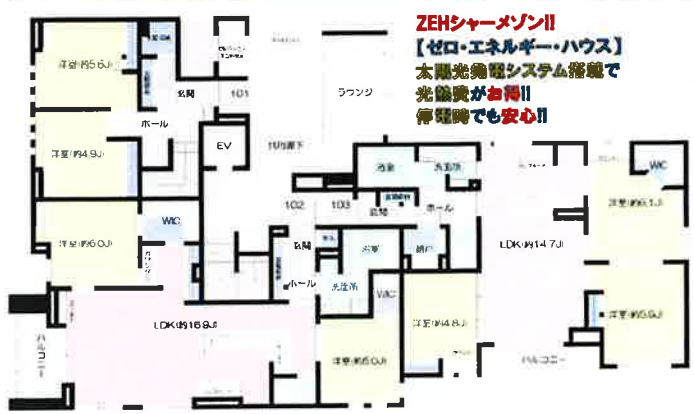 ZEHシャーメゾン!!
【ゼロ・エネルギー・ハウス】
太陽光発電システム搭載で
光熱費がお得!!
停電時でも安心!!
洋室(約5.6J)
玄関
101
ラウンジ
ホール
洋室(約4.9J)
EV
浴室
洗面所
WIC
洋室(約6.1J)
102
103
玄関
ホール
WIC
洋室(約6.0J)
玄関
納戸
LDK(約14.7J)
ホール
浴室
洗面所
WIC
洋室(約4.8J)
洋室(約5.9J)
LDK(約16.9J)
バルコニー
洋室(約6.0J)
バルコニー